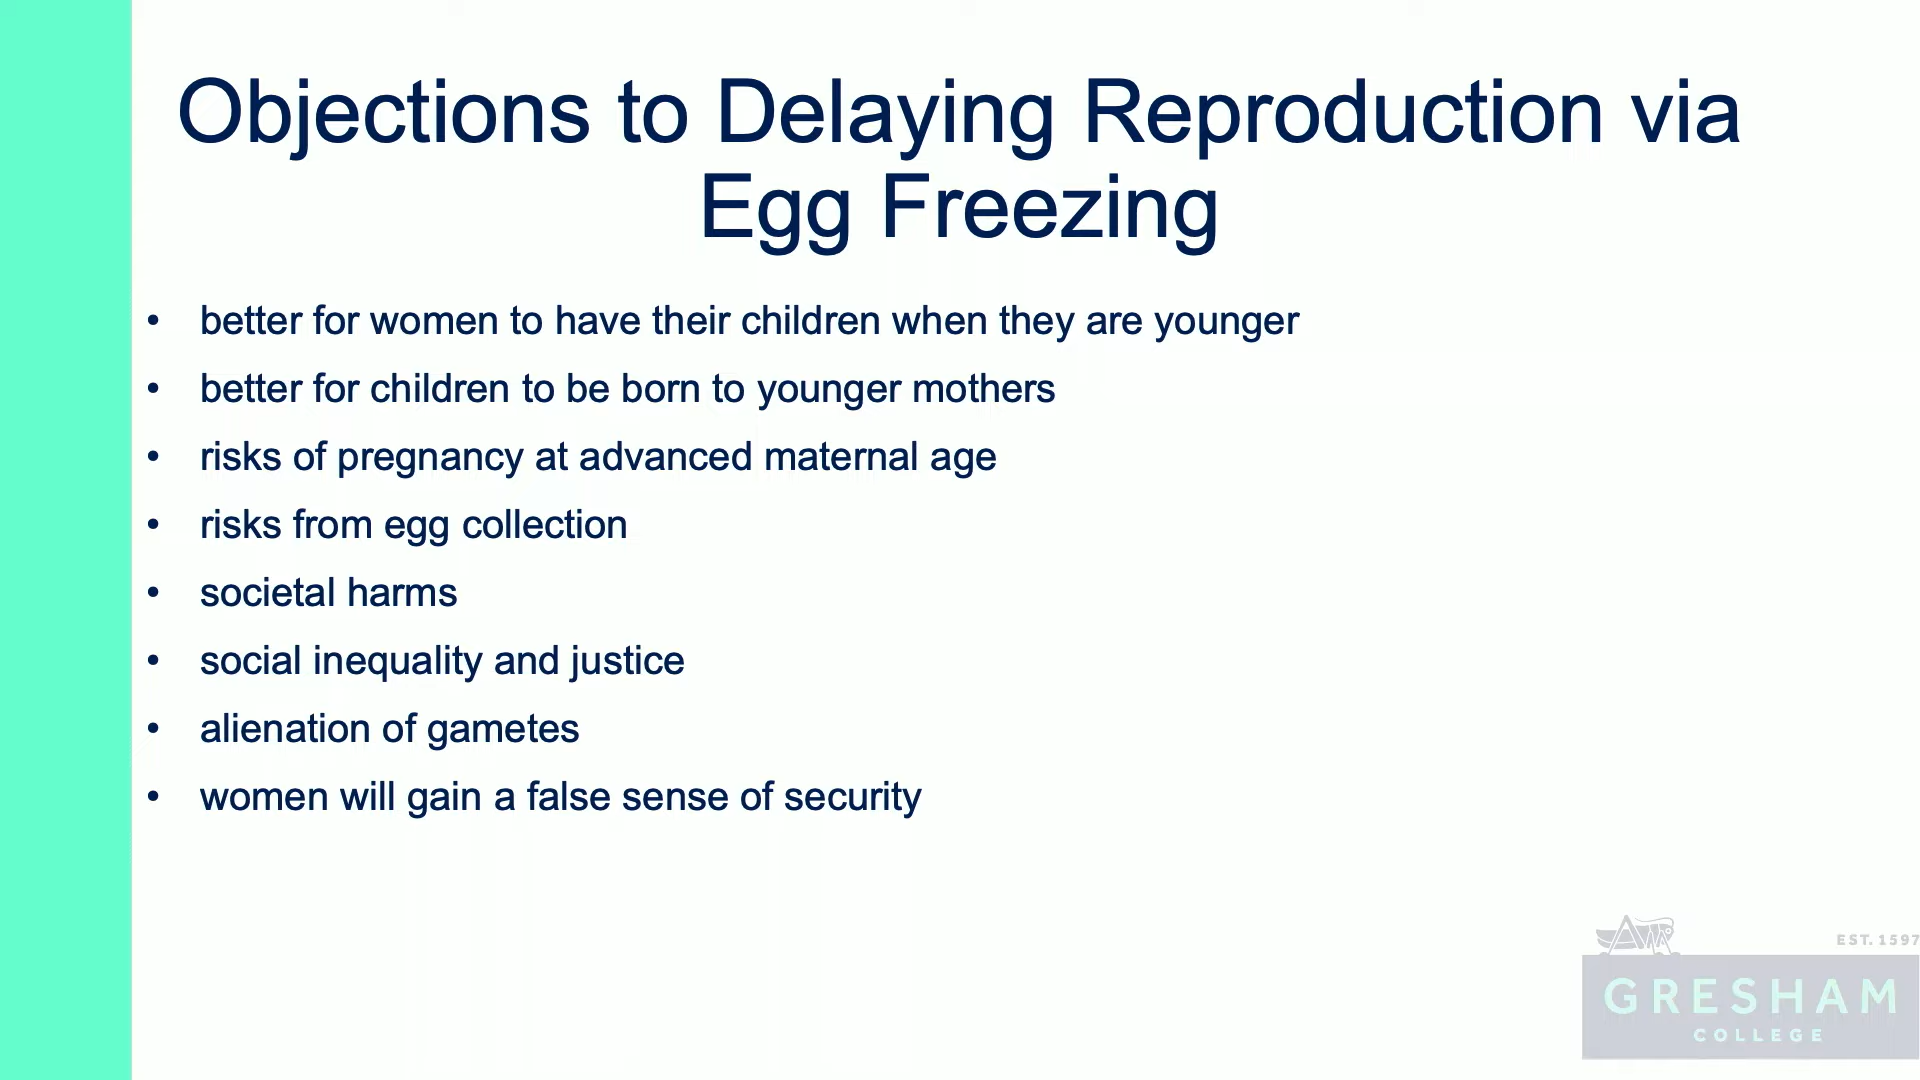 Objections to Delaying Reproduction via
Egg Freezing
• better for women to have their children when they are younger
• better for children to be born to younger mothers
• risks of pregnancy at advanced maternal age
• risks from egg collection
• societal harms
• social inequality and justice
• alienation of gametes
• women will gain a false sense of security
EST. 1597
GRESHAM
COLLEGE